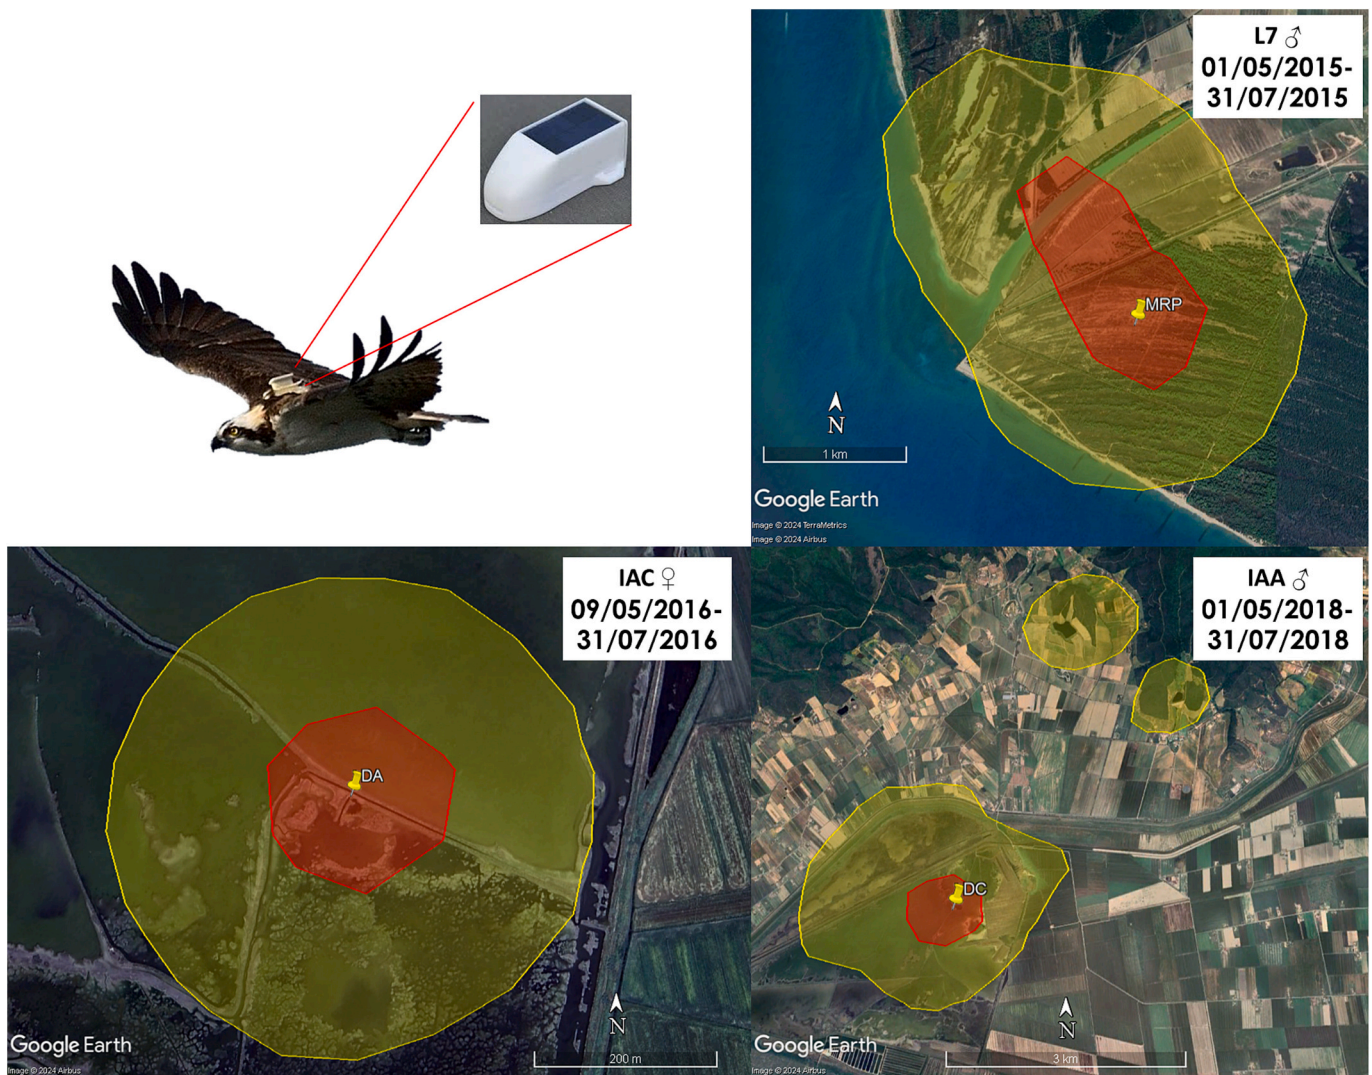 L7 ♂
01/05/2015-
31/07/2015
MRP
N
1 km
Google Earth
Image © 2024 TerraMetrics
Image © 2024 Airbus
IAC ♀
09/05/2016-
31/07/2016
DA
N
200 m
Google Earth
Image © 2024 Airbus
IAA ♂
01/05/2018-
31/07/2018
DC
N
3 km
Google Earth
Image © 2024 Airbus